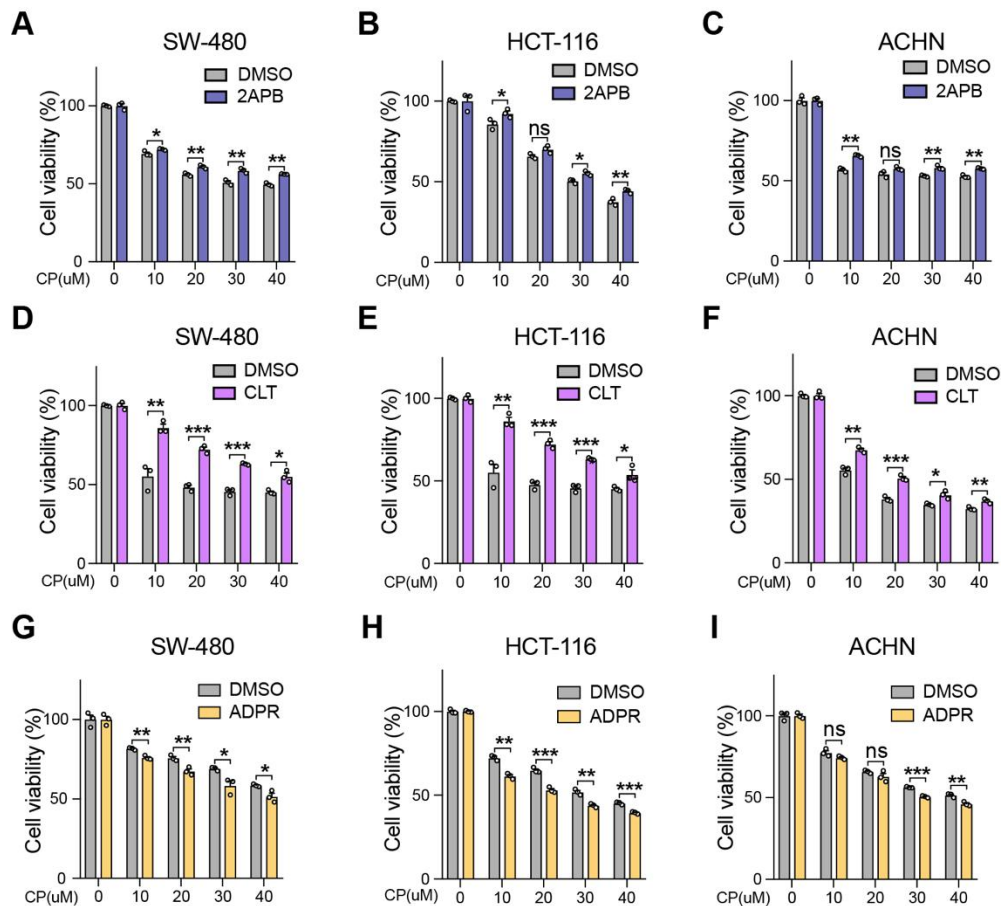 A
SW-480
DMSO
2APB
Cell viability (%)
100
50
0
* ** ** **
CP(uM) 0 10 20 30 40
B
HCT-116
DMSO
2APB
Cell viability (%)
100
50
0
* ns * **
CP(uM) 0 10 20 30 40
C
ACHN
DMSO
2APB
Cell viability (%)
100
50
0
** ns ** **
CP(uM) 0 10 20 30 40
D
SW-480
DMSO
CLT
Cell viability (%)
100
50
0
** *** *** *
CP(uM) 0 10 20 30 40
E
HCT-116
DMSO
CLT
Cell viability (%)
100
50
0
** *** *** *
CP(uM) 0 10 20 30 40
F
ACHN
DMSO
CLT
Cell viability (%)
100
50
0
** *** * **
CP(uM) 0 10 20 30 40
G
SW-480
DMSO
ADPR
Cell viability (%)
100
50
0
** ** * *
CP(uM) 0 10 20 30 40
H
HCT-116
DMSO
ADPR
Cell viability (%)
100
50
0
** *** ** ***
CP(uM) 0 10 20 30 40
I
ACHN
DMSO
ADPR
Cell viability (%)
100
50
0
ns ns *** **
CP(uM) 0 10 20 30 40